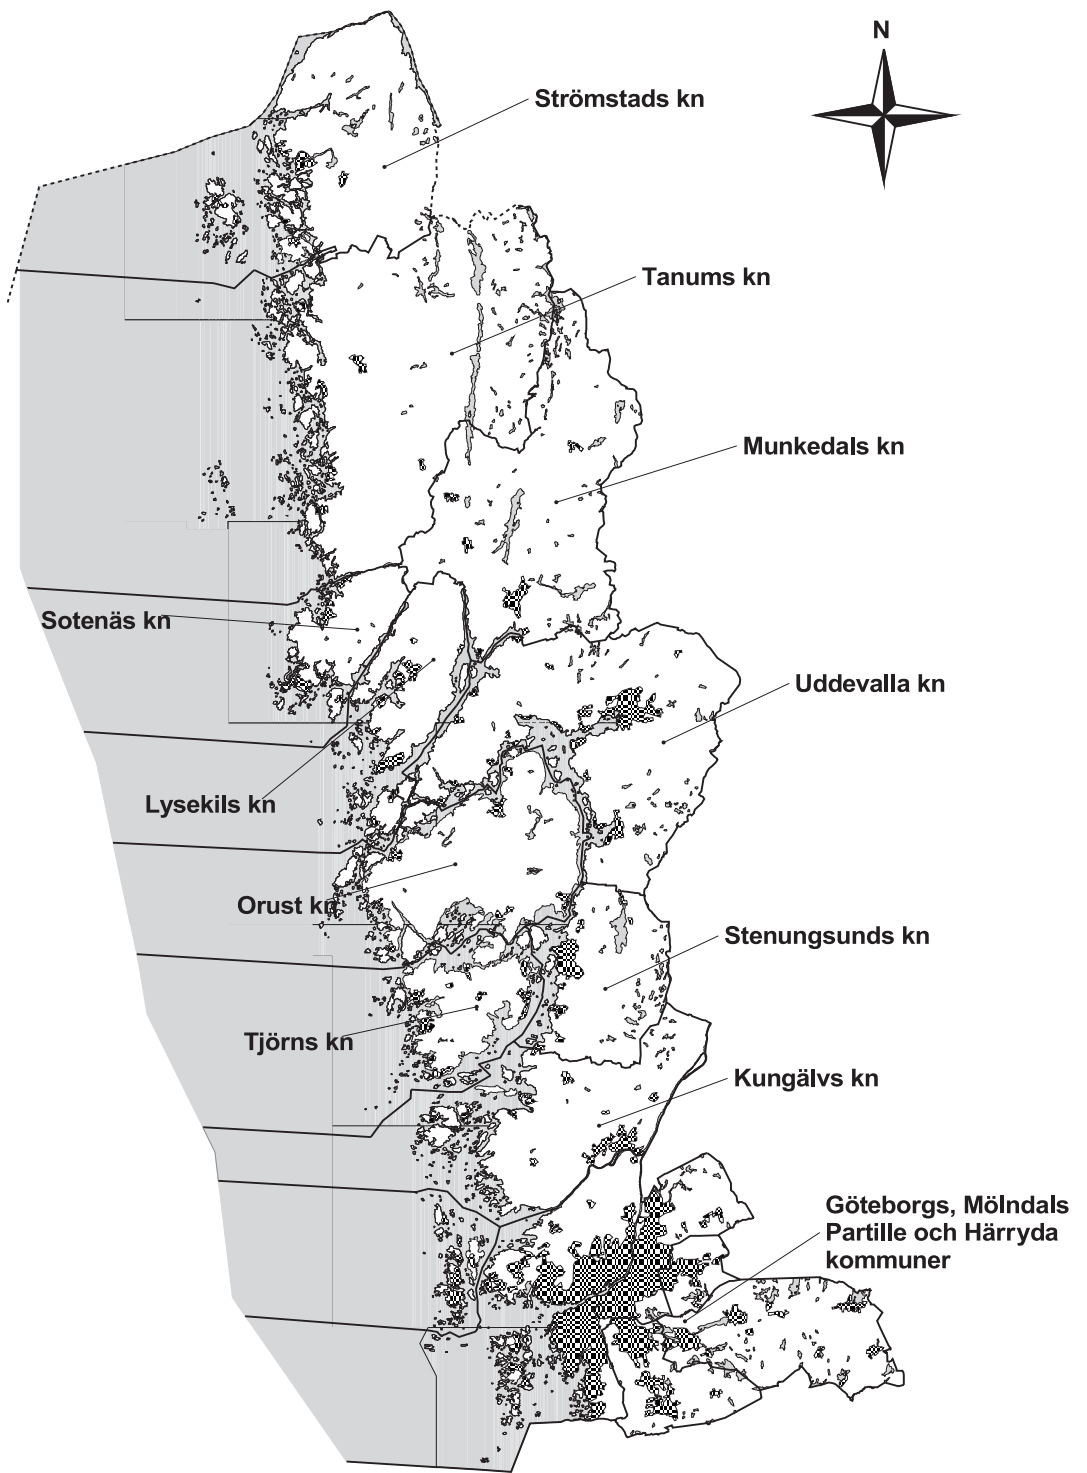 N
Strömstads kn
Tanums kn
Munkedals kn
Sotenäs kn
Uddevalla kn
Lysekils kn
Orust kn
Stenungsunds kn
Tjörns kn
Kungälvs kn
Göteborgs, Mölndals
Partille och Härryda
kommuner